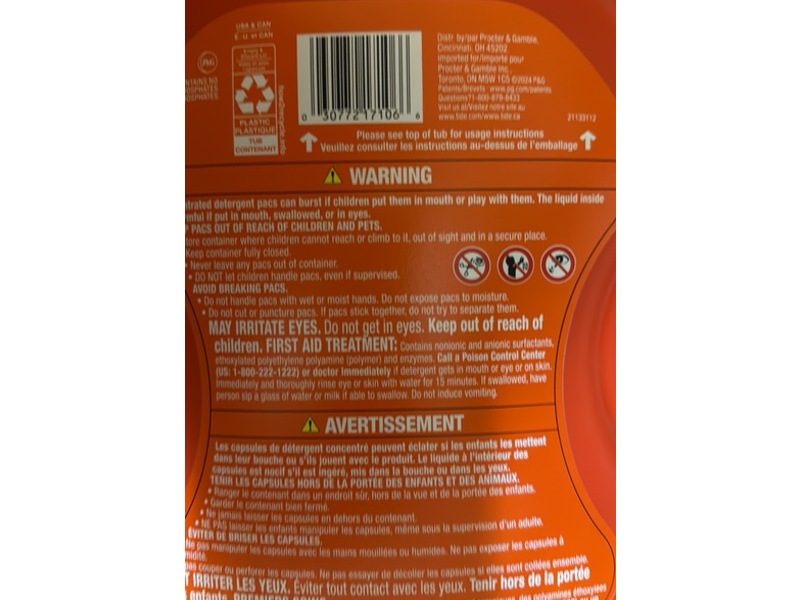 USA & CAN
É.-U. et CAN
P&G
Distr. by/par Procter & Gamble,
Cincinnati, OH 45202
Imported for/importé pour
Procter & Gamble Inc.,
Toronto, ON M5W 1C5 ©2024 P&G
Patents/Brevets - www.pg.com/patents
Questions? 1-800-879-8433
Visit us at/Visitez notre site au
www.tide.com/www.tide.ca
21133112
NTAINS NO
OSPHATES
OSPHATES
how2recycle.info
PLASTIC
PLASTIQUE
TUB
CONTENANT
0 30772 17106 6
Please see top of tub for usage instructions
Veuillez consulter les instructions au-dessus de l'emballage
WARNING
trated detergent pacs can burst if children put them in mouth or play with them. The liquid inside
mful if put in mouth, swallowed, or in eyes.
P PACS OUT OF REACH OF CHILDREN AND PETS.
tore container where children cannot reach or climb to it, out of sight and in a secure place.
Keep container fully closed.
• Never leave any pacs out of container.
• DO NOT let children handle pacs, even if supervised.
AVOID BREAKING PACS.
• Do not handle pacs with wet or moist hands. Do not expose pacs to moisture.
• Do not cut or puncture pacs. If pacs stick together, do not try to separate them.
MAY IRRITATE EYES. Do not get in eyes. Keep out of reach of
children. FIRST AID TREATMENT: Contains nonionic and anionic surfactants,
ethoxylated polyethylene polyamine (polymer) and enzymes. Call a Poison Control Center
(US: 1-800-222-1222) or doctor immediately if detergent gets in mouth or eye or on skin.
Immediately and thoroughly rinse eye or skin with water for 15 minutes. If swallowed, have
person sip a glass of water or milk if able to swallow. Do not induce vomiting.
AVERTISSEMENT
Les capsules de détergent concentré peuvent éclater si les enfants les mettent
dans leur bouche ou s'ils jouent avec le produit. Le liquide à l'intérieur des
capsules est nocif s'il est ingéré, mis dans la bouche ou dans les yeux.
TENIR LES CAPSULES HORS DE LA PORTÉE DES ENFANTS ET DES ANIMAUX.
• Ranger le contenant dans un endroit sûr, hors de la vue et de la portée des enfants.
• Garder le contenant bien fermé.
• Ne jamais laisser les capsules en dehors du contenant.
• NE PAS laisser les enfants manipuler les capsules, même sous la supervision d'un adulte.
ÉVITER DE BRISER LES CAPSULES.
Ne pas manipuler les capsules avec les mains mouillées ou humides. Ne pas exposer les capsules à
midité.
pas couper ou perforer les capsules. Ne pas essayer de décoller les capsules si elles sont collées ensemble.
T IRRITER LES YEUX. Éviter tout contact avec les yeux. Tenir hors de la portée
enfants. PREMIERS SOINS
des polyamines éthoxylées